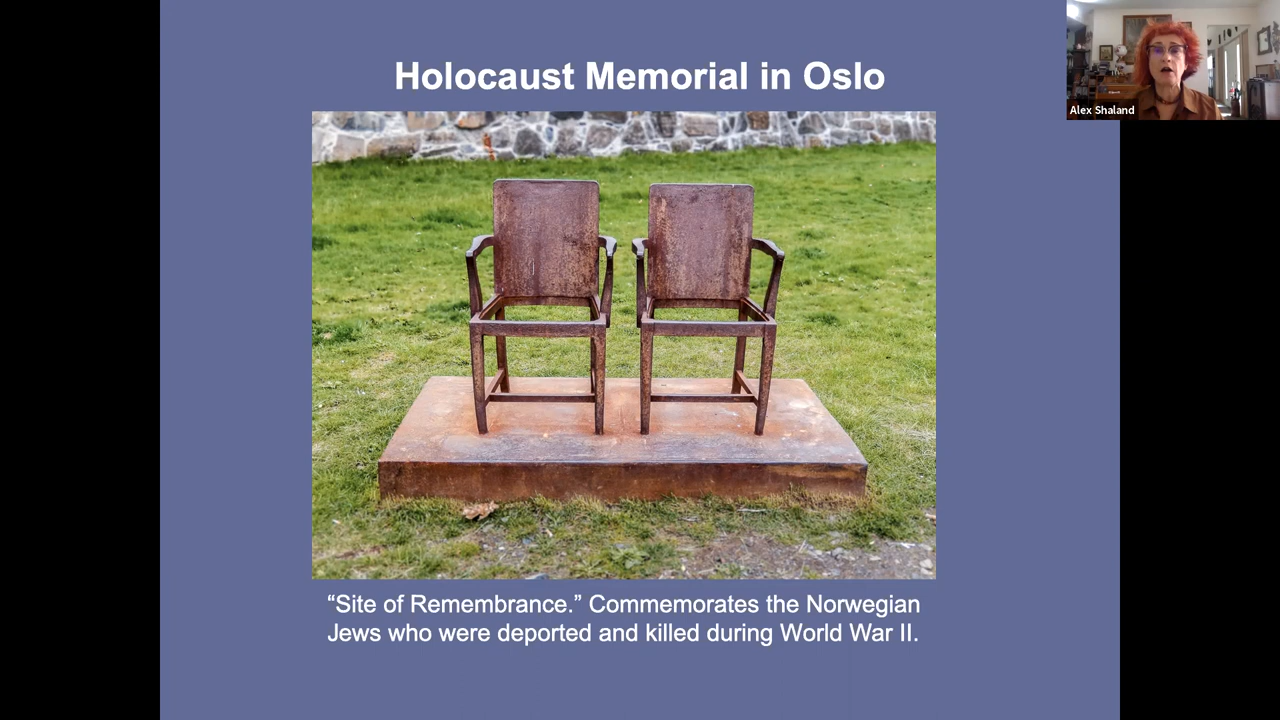 Holocaust Memorial in Oslo
Alex Shaland
“Site of Remembrance.” Commemorates the Norwegian
Jews who were deported and killed during World War II.